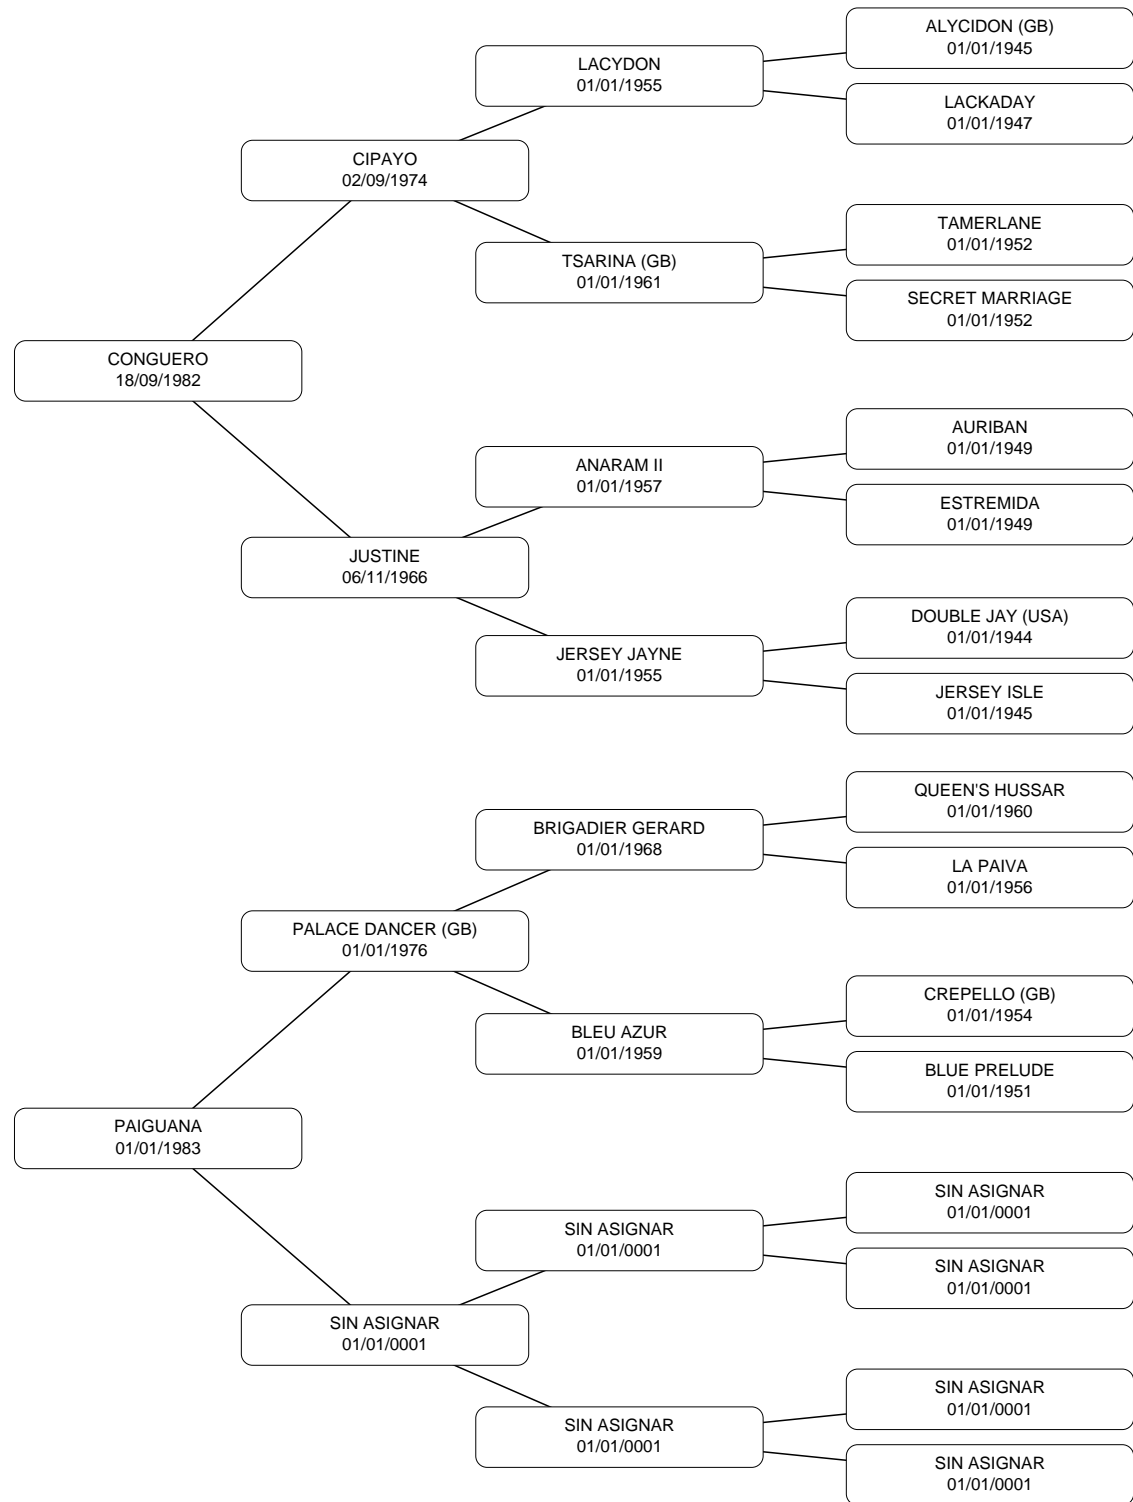 ALYCIDON (GB)
01/01/1945
LACYDON
01/01/1955
LACKADAY
01/01/1947
CIPAYO
02/09/1974
TAMERLANE
01/01/1952
TSARINA (GB)
01/01/1961
SECRET MARRIAGE
01/01/1952
CONGUERO
18/09/1982
AURIBAN
01/01/1949
ANARAM II
01/01/1957
ESTREMIDA
01/01/1949
JUSTINE
06/11/1966
DOUBLE JAY (USA)
01/01/1944
JERSEY JAYNE
01/01/1955
JERSEY ISLE
01/01/1945
QUEEN'S HUSSAR
01/01/1960
BRIGADIER GERARD
01/01/1968
LA PAIVA
01/01/1956
PALACE DANCER (GB)
01/01/1976
CREPELLO (GB)
01/01/1954
BLEU AZUR
01/01/1959
BLUE PRELUDE
01/01/1951
PAIGUANA
01/01/1983
SIN ASIGNAR
01/01/0001
SIN ASIGNAR
01/01/0001
SIN ASIGNAR
01/01/0001
SIN ASIGNAR
01/01/0001
SIN ASIGNAR
01/01/0001
SIN ASIGNAR
01/01/0001
SIN ASIGNAR
01/01/0001